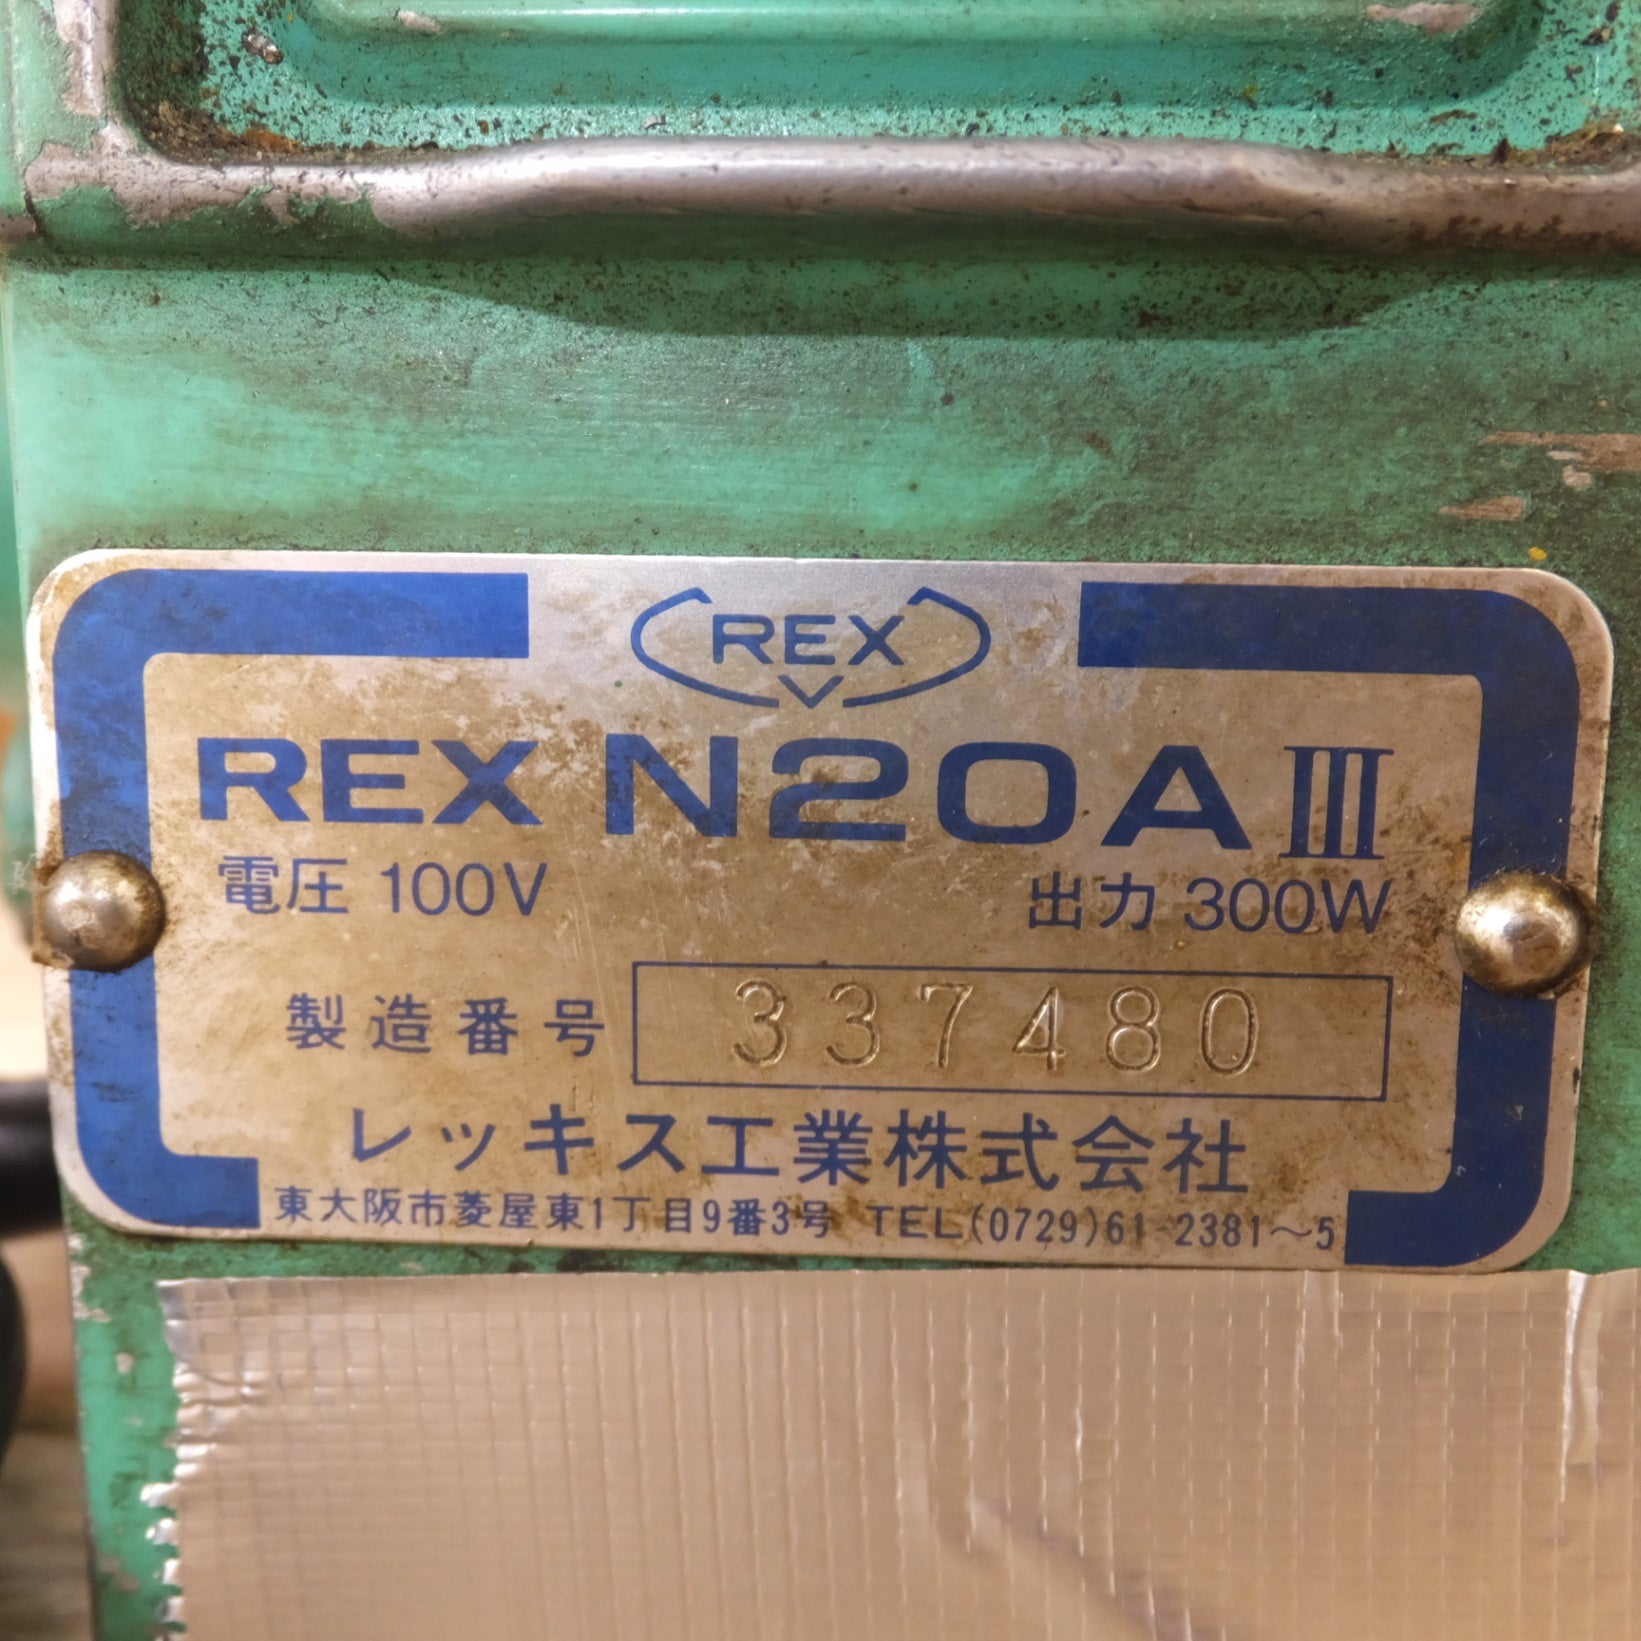 REX
REX N20AⅢ
電圧 100V 出力 300W
製造番号 337480
レッキス工業株式会社
東大阪市菱屋東1丁目9番3号 TEL(0729)61-2381〜5